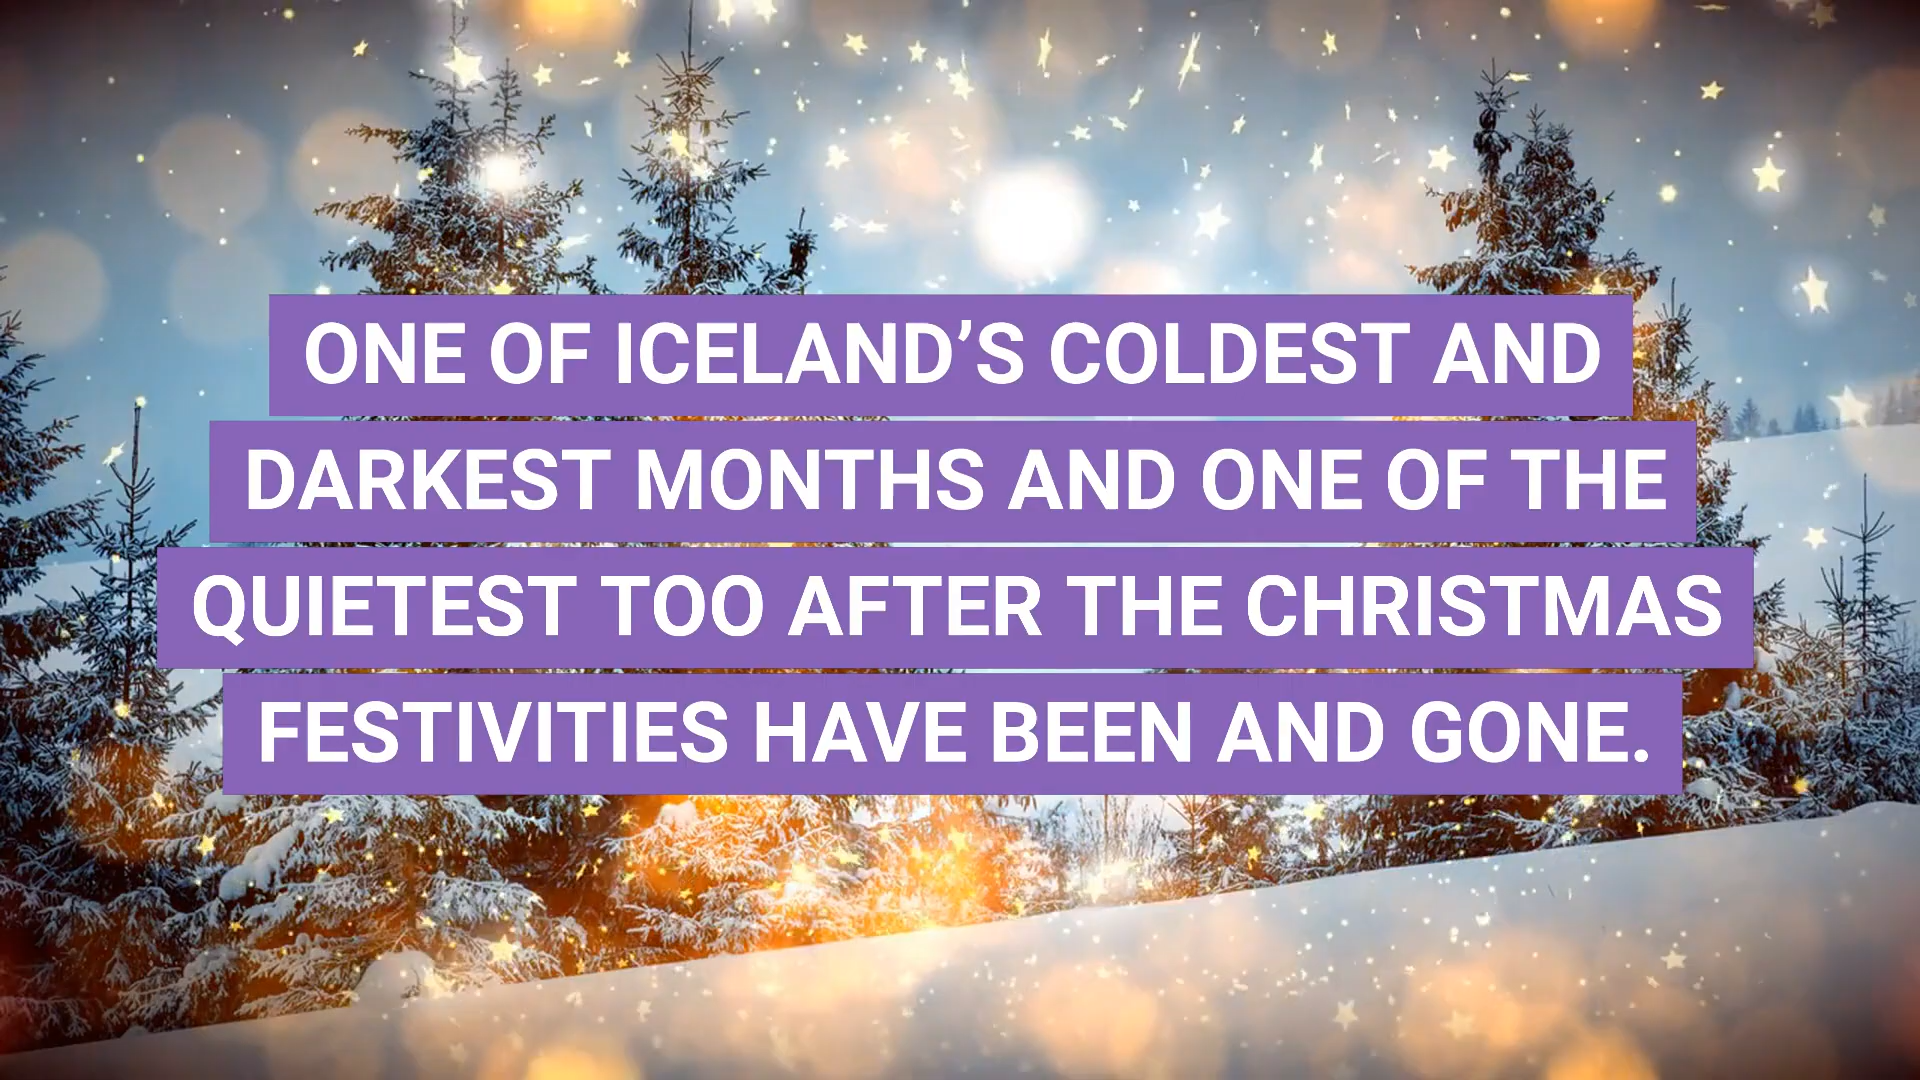 ONE OF ICELAND’S COLDEST AND
DARKEST MONTHS AND ONE OF THE
QUIETEST TOO AFTER THE CHRISTMAS
FESTIVITIES HAVE BEEN AND GONE.